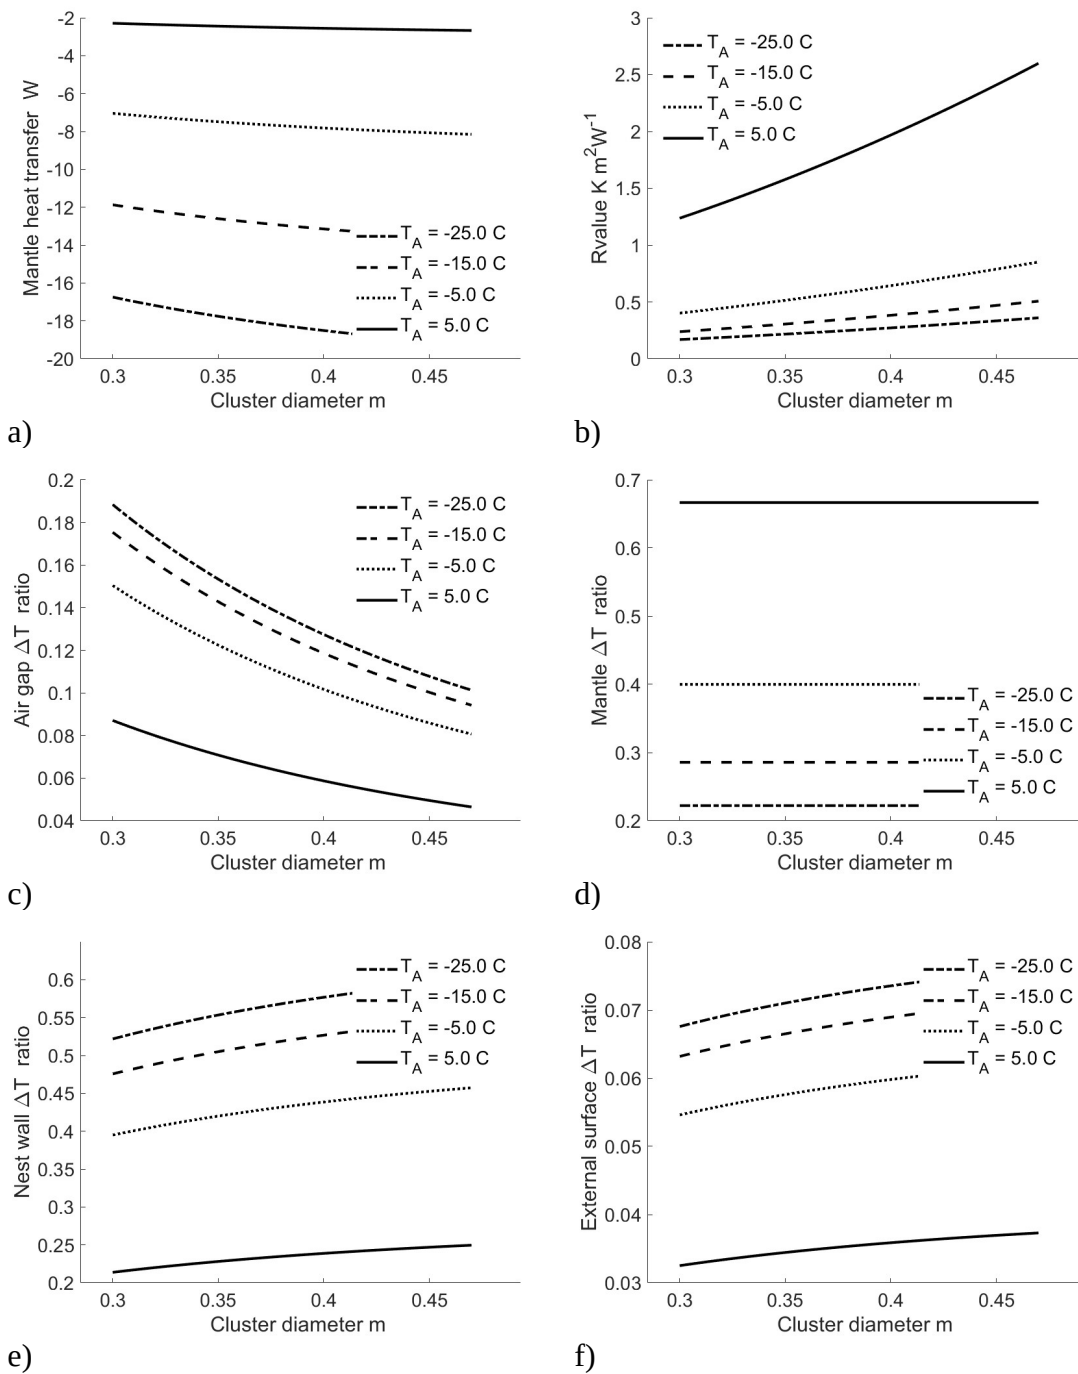 -2
-4
-6
-8
-10
-12
-14
-16
-18
-20
Mantle heat transfer W
0.3 0.35 0.4 0.45
Cluster diameter m
T_A = -25.0 C
T_A = -15.0 C
T_A = -5.0 C
T_A = 5.0 C
a)
3
2.5
2
1.5
1
0.5
0
Rvalue K m²W⁻¹
T_A = -25.0 C
T_A = -15.0 C
T_A = -5.0 C
T_A = 5.0 C
0.3 0.35 0.4 0.45
Cluster diameter m
b)
0.2
0.18
0.16
0.14
0.12
0.1
0.08
0.06
0.04
Air gap ΔT ratio
T_A = -25.0 C
T_A = -15.0 C
T_A = -5.0 C
T_A = 5.0 C
0.3 0.35 0.4 0.45
Cluster diameter m
c)
0.7
0.6
0.5
0.4
0.3
0.2
Mantle ΔT ratio
T_A = -25.0 C
T_A = -15.0 C
T_A = -5.0 C
T_A = 5.0 C
0.3 0.35 0.4 0.45
Cluster diameter m
d)
0.6
0.55
0.5
0.45
0.4
0.35
0.3
0.25
0.2
Nest wall ΔT ratio
T_A = -25.0 C
T_A = -15.0 C
T_A = -5.0 C
T_A = 5.0 C
0.3 0.35 0.4 0.45
Cluster diameter m
e)
0.08
0.07
0.06
0.05
0.04
0.03
External surface ΔT ratio
T_A = -25.0 C
T_A = -15.0 C
T_A = -5.0 C
T_A = 5.0 C
0.3 0.35 0.4 0.45
Cluster diameter m
f)